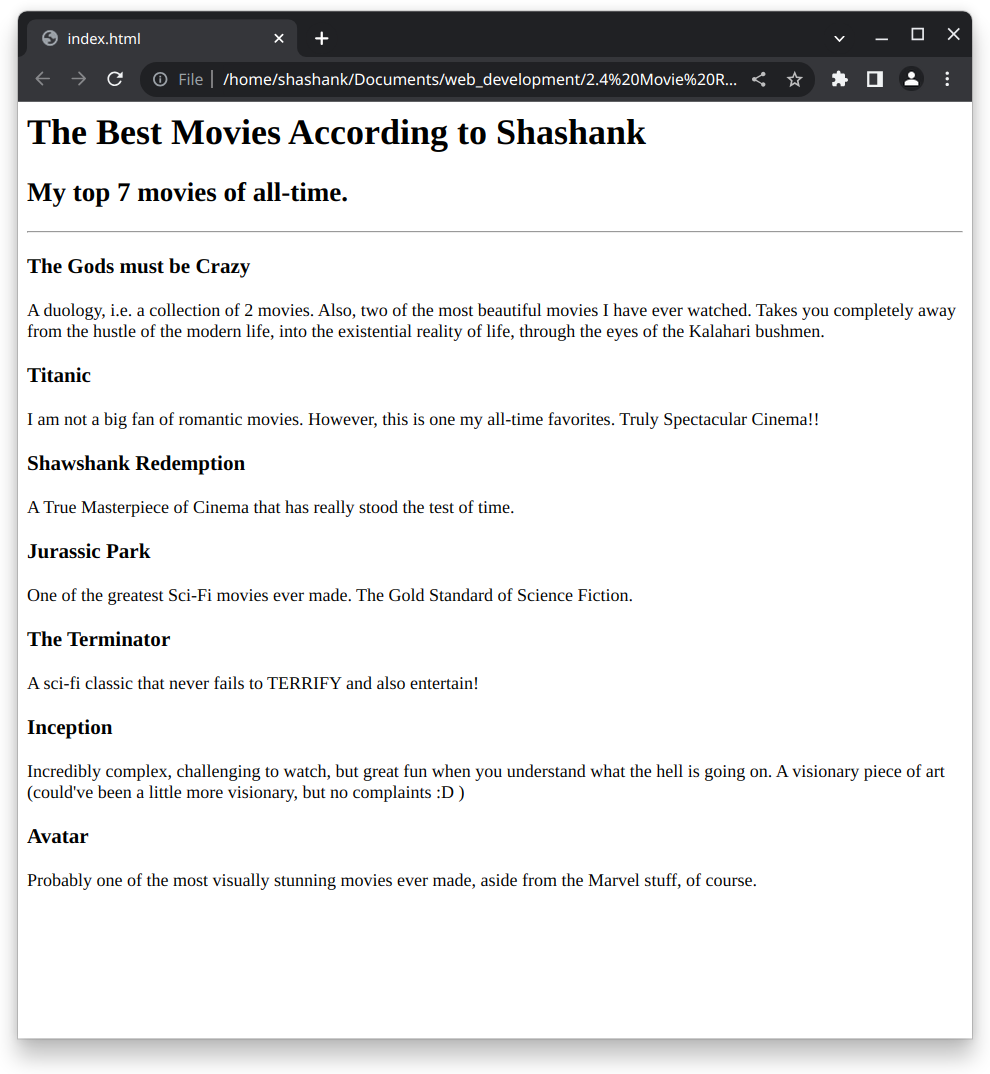 index.html
File
/home/shashank/Documents/web_development/2.4%20Movie%20R...
The Best Movies According to Shashank
My top 7 movies of all-time.
The Gods must be Crazy
A duology, i.e. a collection of 2 movies. Also, two of the most beautiful movies I have ever watched. Takes you completely away
from the hustle of the modern life, into the existential reality of life, through the eyes of the Kalahari bushmen.
Titanic
I am not a big fan of romantic movies. However, this is one my all-time favorites. Truly Spectacular Cinema!!
Shawshank Redemption
A True Masterpiece of Cinema that has really stood the test of time.
Jurassic Park
One of the greatest Sci-Fi movies ever made. The Gold Standard of Science Fiction.
The Terminator
A sci-fi classic that never fails to TERRIFY and also entertain!
Inception
Incredibly complex, challenging to watch, but great fun when you understand what the hell is going on. A visionary piece of art
(could've been a little more visionary, but no complaints :D )
Avatar
Probably one of the most visually stunning movies ever made, aside from the Marvel stuff, of course.